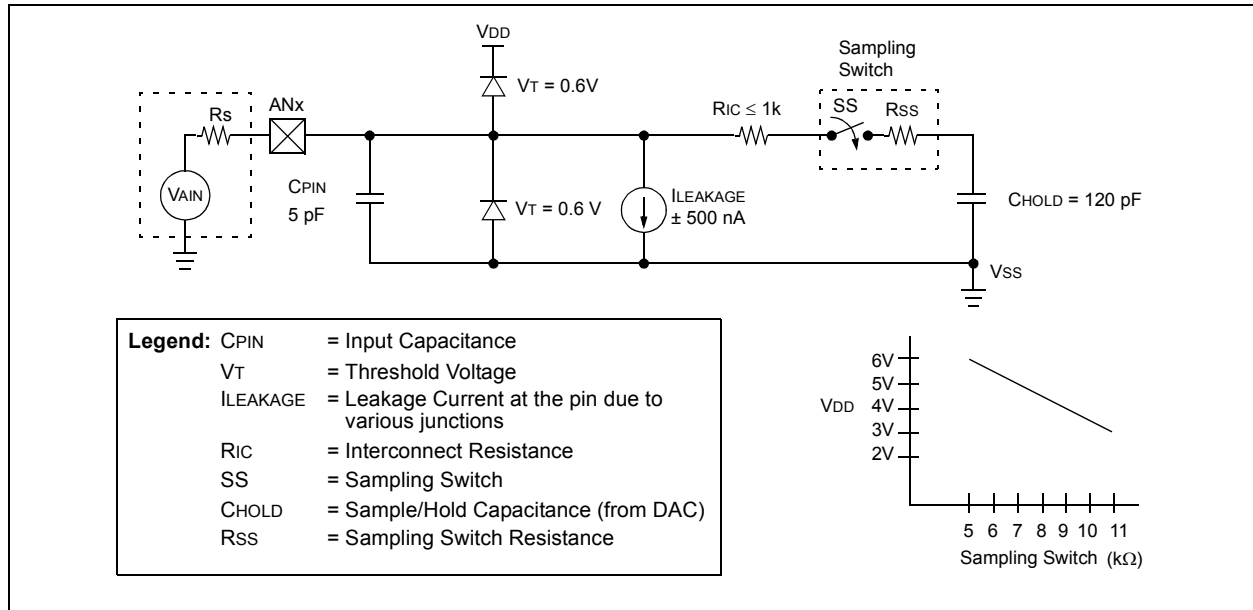 VDD
Sampling
Switch
VT = 0.6V
ANx
RS
RIC ≤ 1k
SS
RSS
VAIN
CPIN
5 pF
VT = 0.6 V
ILEAKAGE
± 500 nA
CHOLD = 120 pF
VSS
Legend: CPIN = Input Capacitance
VT = Threshold Voltage
ILEAKAGE = Leakage Current at the pin due to
various junctions
RIC = Interconnect Resistance
SS = Sampling Switch
CHOLD = Sample/Hold Capacitance (from DAC)
RSS = Sampling Switch Resistance
6V
5V
VDD 4V
3V
2V
5 6 7 8 9 10 11
Sampling Switch (kΩ)